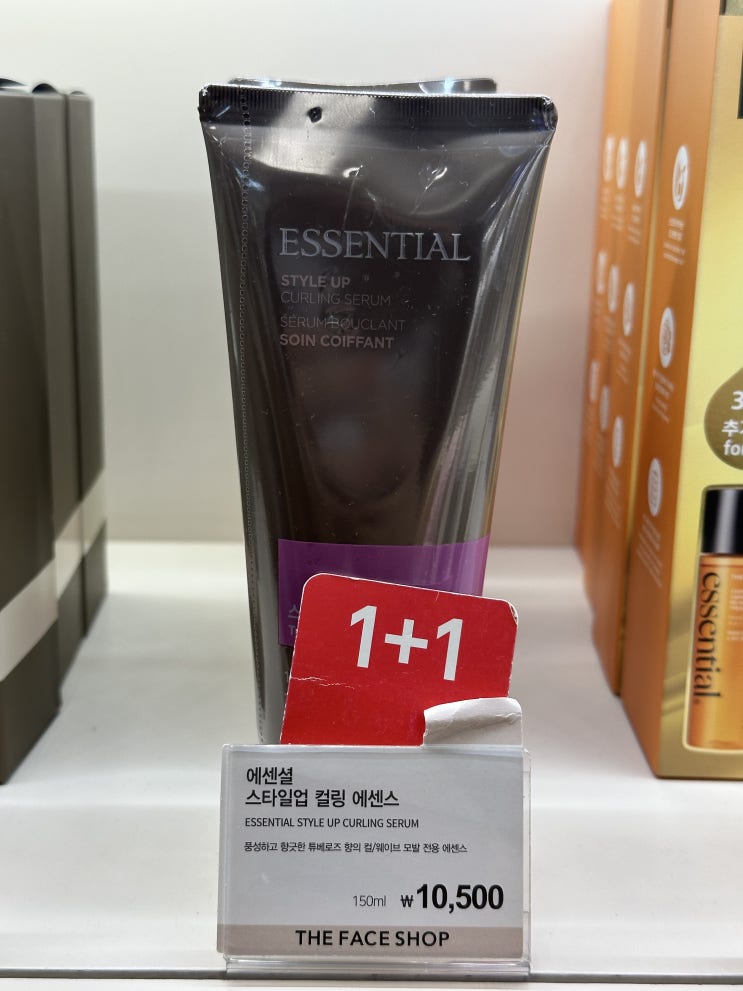 ESSENTIAL
STYLE UP
CURLING SERUM
SÉRUM BOUCLANT
SOIN COIFFANT
1+1
에센셜
스타일업 컬링 에센스
ESSENTIAL STYLE UP CURLING SERUM
풍성하고 향긋한 튜베로즈 향의 컬/웨이브 모발 전용 에센스
150ml ₩10,500
THE FACE SHOP
essential